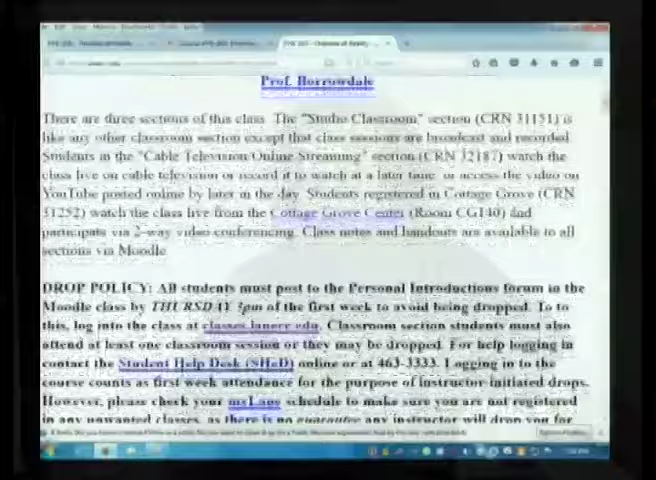 Prof. Borrowdale
There are three sections of this class. The "Studio Classroom" section (CRN 31151) is
like any other classroom section except that class sessions are broadcast and recorded
Students in the "Cable Television/Online Streaming" section (CRN 32187) watch the
class live on cable television or record it to watch at a later time, or access the video on
YouTube posted online by later in the day. Students registered in Cottage Grove (CRN
31252) watch the class live from the Cottage Grove Center (Room CG140) and
participate via 2-way video conferencing. Class notes and handouts are available to all
sections via Moodle
DROP POLICY: All students must post to the Personal Introductions forum in the
Moodle class by THURSDAY 5pm of the first week to avoid being dropped. To to
this, log into the class at classes.lanecc.edu. Classroom section students must also
attend at least one classroom session or they may be dropped. For help logging in
contact the Student Help Desk (SHeD) online or at 463-3333. Logging in to the
course counts as first week attendance for the purpose of instructor-initiated drops.
However, please check your myLane schedule to make sure you are not registered
in any unwanted classes, as there is no guarantee any instructor will drop you for